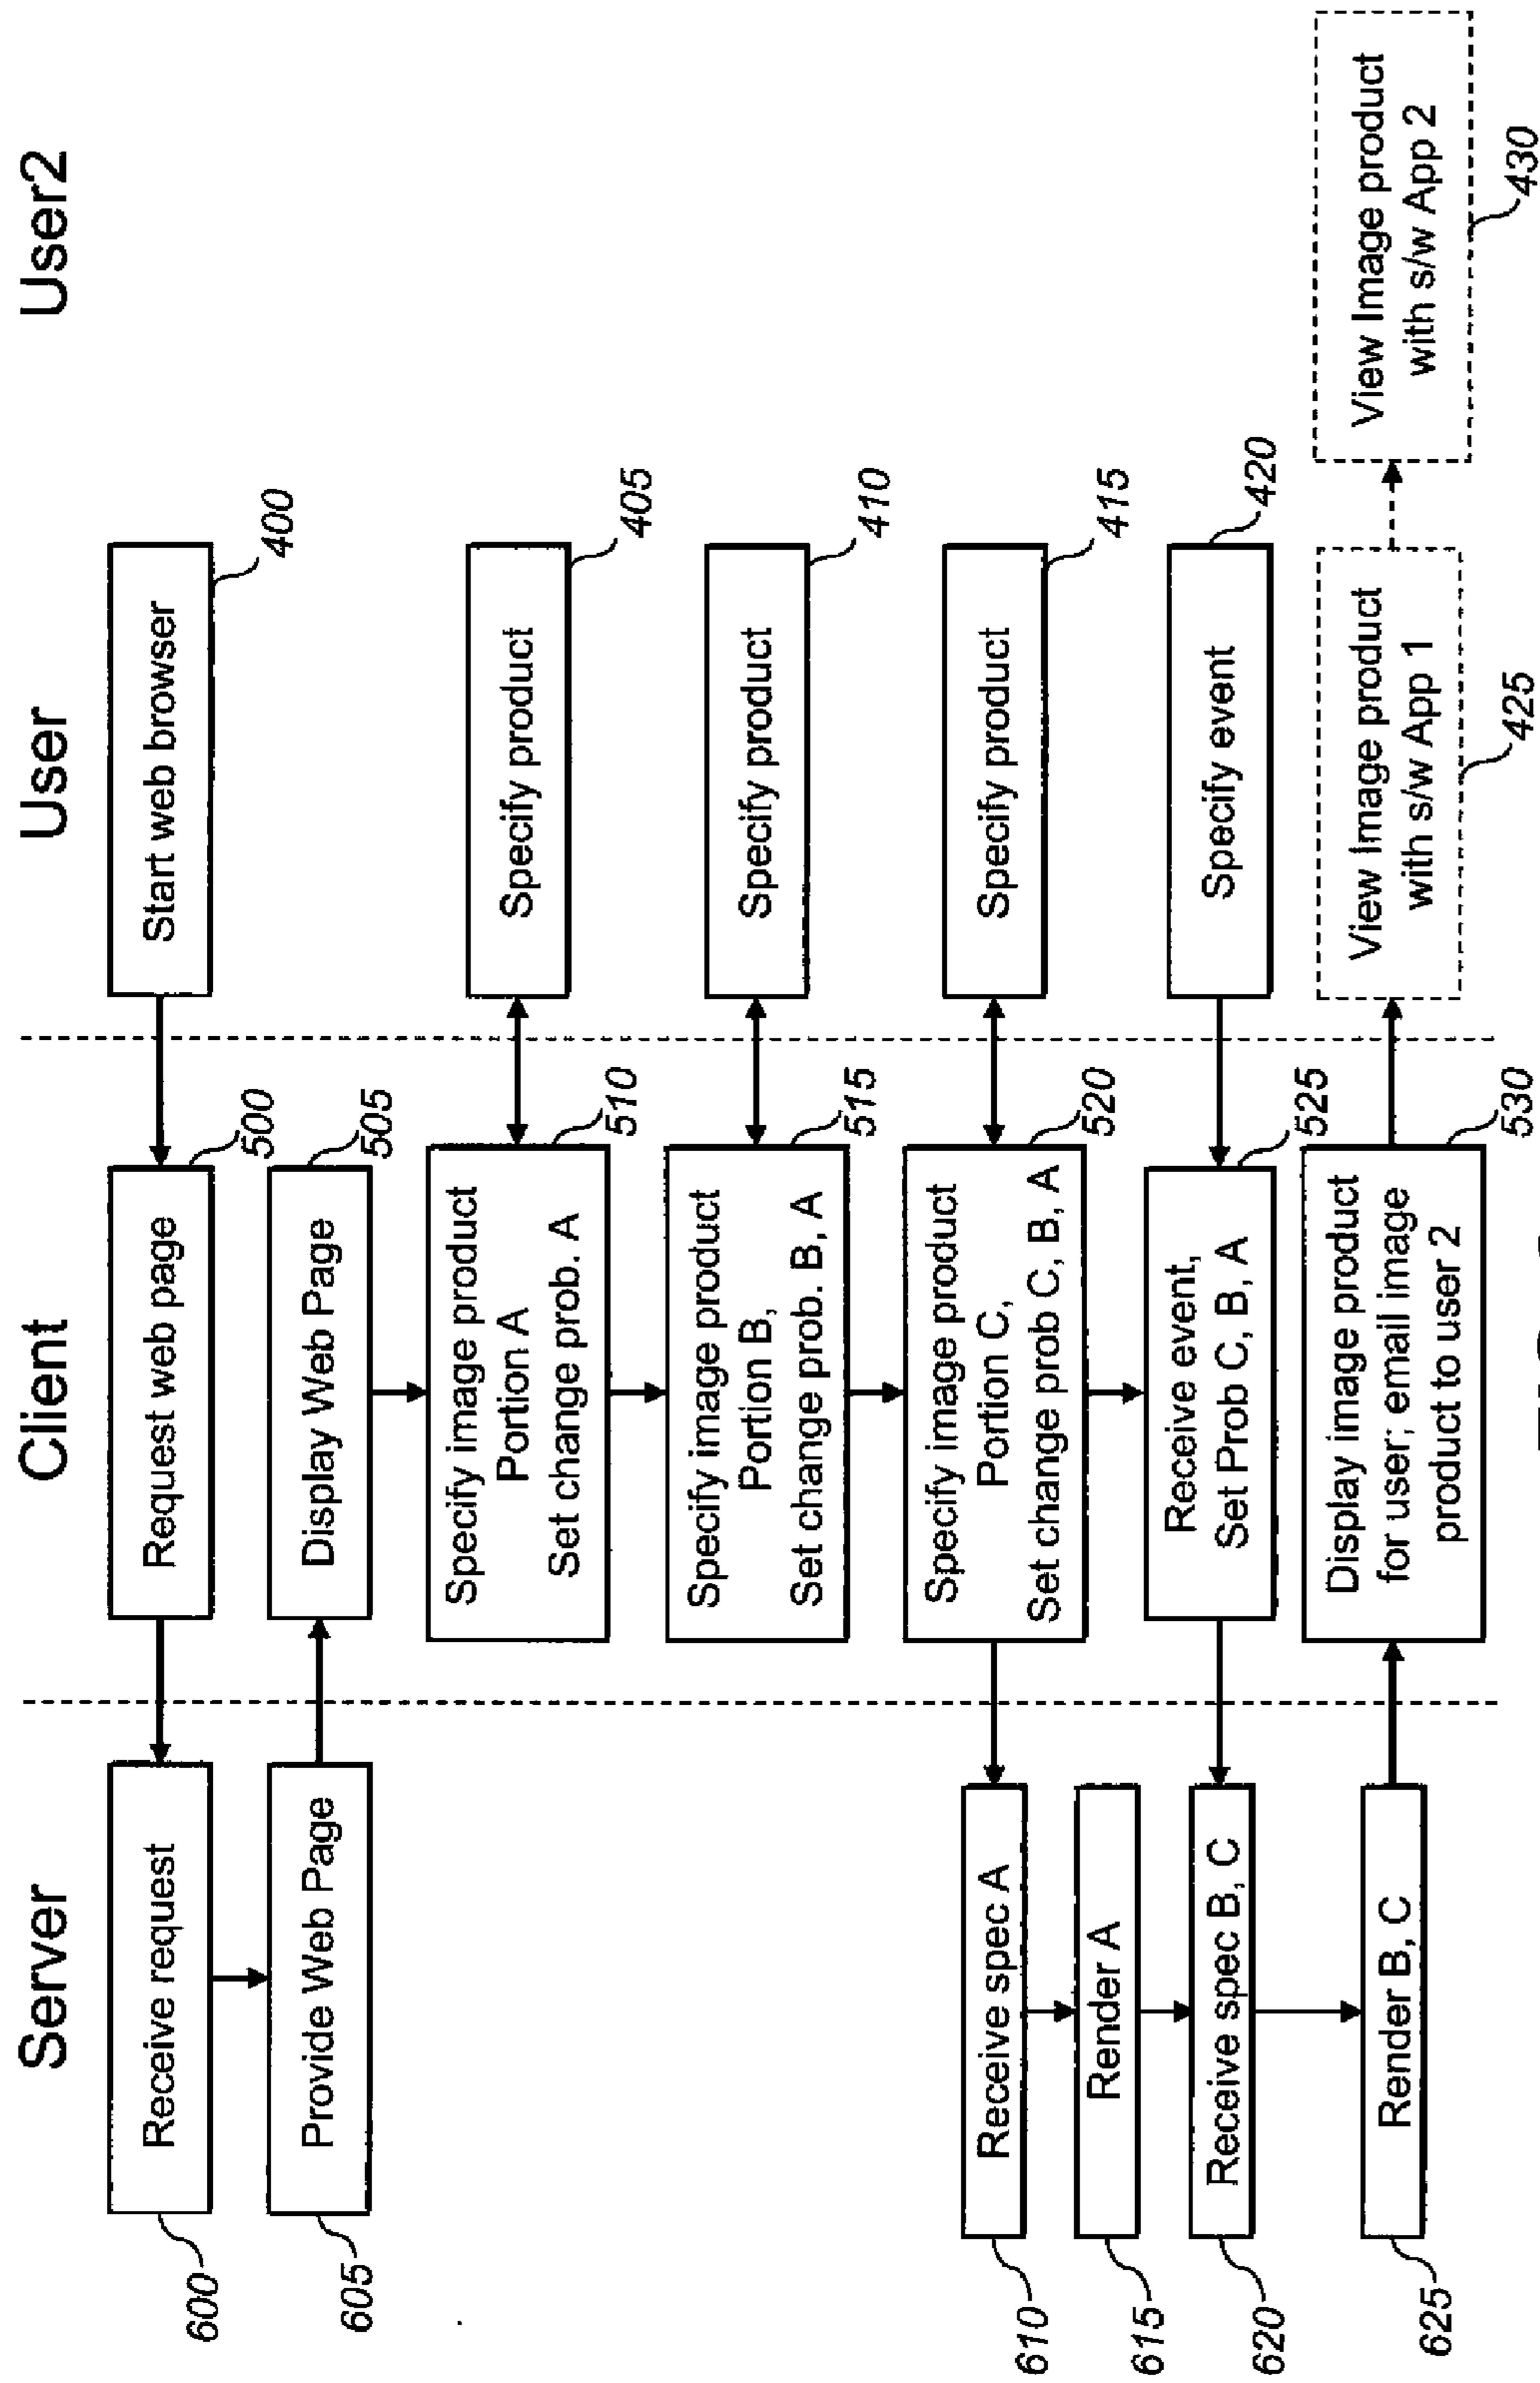 Server
Client
User
User2
Receive request
600
Request web page
500
Start web browser
400
Provide Web Page
605
Display Web Page
505
Specify image product
Portion A
Set change prob. A
510
Specify product
405
Specify image product
Portion B,
Set change prob. B, A
515
Specify product
410
Receive spec A
610
Specify image product
Portion C,
Set change prob C, B, A
520
Specify product
415
Render A
615
Receive spec B, C
620
Receive event,
Set Prob C, B, A
525
Specify event
420
Render B, C
625
Display image product
for user; email image
product to user 2
530
View Image product
with s/w App 1
425
View Image product
with s/w App 2
430